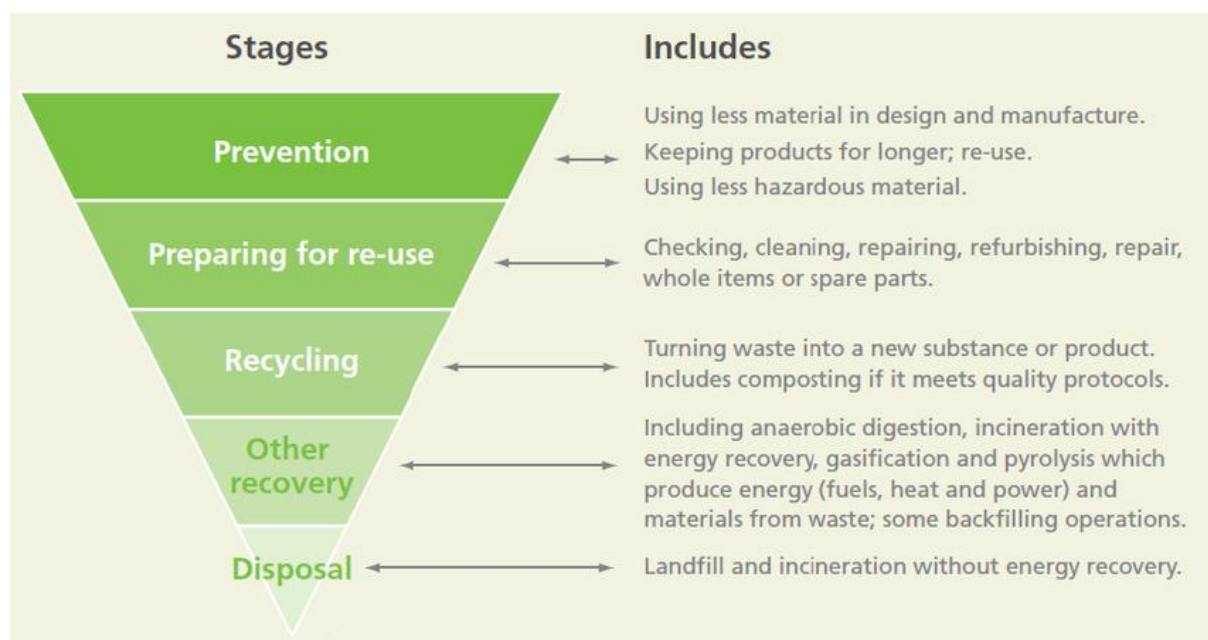 Stages
Includes
Prevention
Using less material in design and manufacture.
Keeping products for longer; re-use.
Using less hazardous material.
Preparing for re-use
Checking, cleaning, repairing, refurbishing, repair,
whole items or spare parts.
Recycling
Turning waste into a new substance or product.
Includes composting if it meets quality protocols.
Other
recovery
Including anaerobic digestion, incineration with
energy recovery, gasification and pyrolysis which
produce energy (fuels, heat and power) and
materials from waste; some backfilling operations.
Disposal
Landfill and incineration without energy recovery.